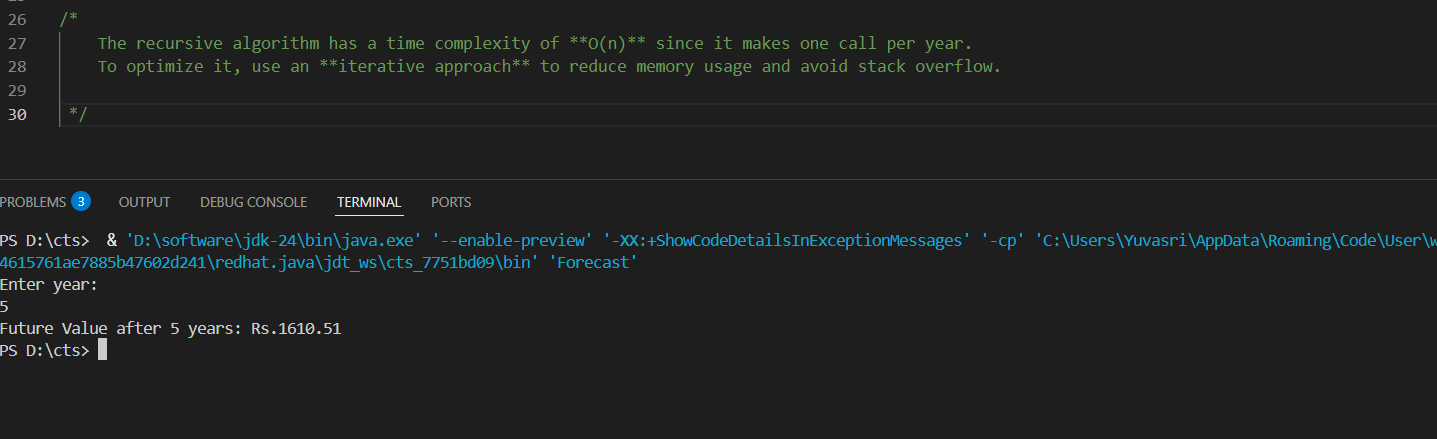 26 /*
27 The recursive algorithm has a time complexity of **O(n)** since it makes one call per year.
28 To optimize it, use an **iterative approach** to reduce memory usage and avoid stack overflow.
29
30 */
PROBLEMS 3 OUTPUT DEBUG CONSOLE TERMINAL PORTS
PS D:\cts> & 'D:\software\jdk-24\bin\java.exe' '--enable-preview' '-XX:+ShowCodeDetailsInExceptionMessages' '-cp' 'C:\Users\Yuvasri\AppData\Roaming\Code\User\w
4615761ae7885b47602d241\redhat.java\jdt_ws\cts_7751bd09\bin' 'Forecast'
Enter year:
5
Future Value after 5 years: Rs.1610.51
PS D:\cts>